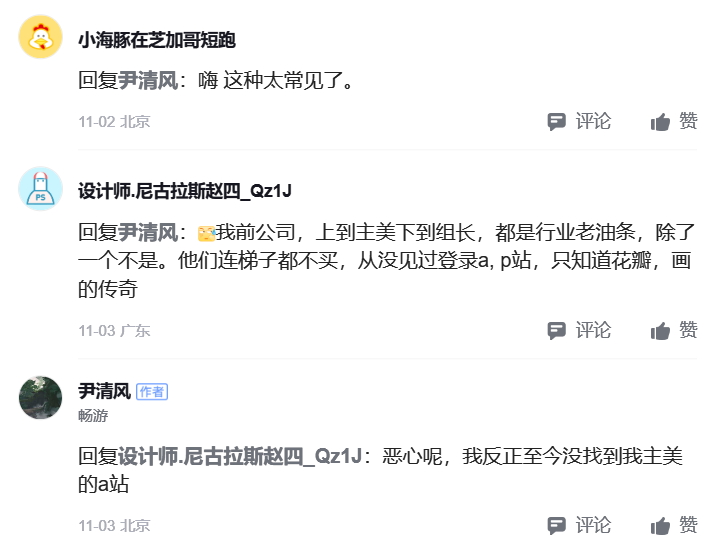 小海豚在芝加哥短跑
回复尹清风：嗨 这种太常见了。
11-02 北京
评论 赞
PS
设计师.尼古拉斯赵四_Qz1J
回复尹清风：我前公司，上到主美下到组长，都是行业老油条，除了
一个不是。他们连梯子都不买，从没见过登录a, p站，只知道花瓣，画
的传奇
11-03 广东
评论 赞
尹清风 作者
畅游
回复设计师.尼古拉斯赵四_Qz1J：恶心呢，我反正至今没找到我主美
的a站
11-03 北京
评论 赞